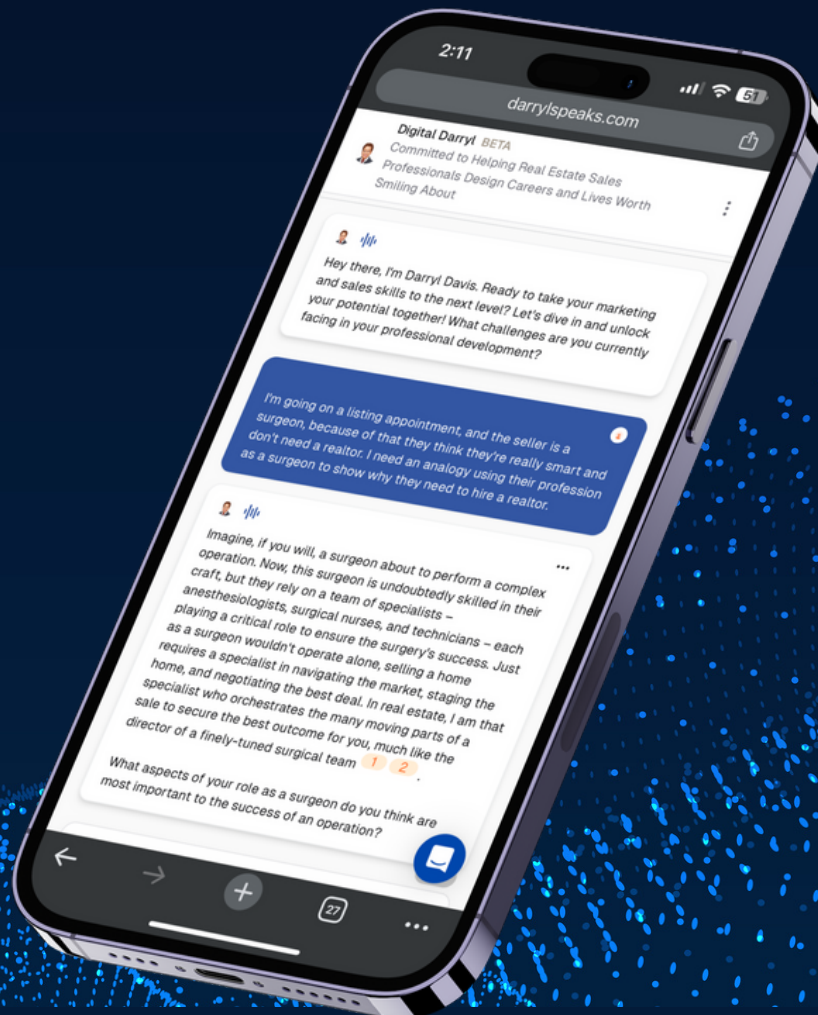 2:11
51
darrylspeaks.com
Digital Darryl BETA
Committed to Helping Real Estate Sales
Professionals Design Careers and Lives Worth
Smiling About
Hey there, I'm Darryl Davis. Ready to take your marketing
and sales skills to the next level? Let's dive in and unlock
your potential together! What challenges are you currently
facing in your professional development?
I'm going on a listing appointment, and the seller is a
surgeon, because of that they think they're really smart and
don't need a realtor. I need an analogy using their profession
as a surgeon to show why they need to hire a realtor.
Imagine, if you will, a surgeon about to perform a complex
operation. Now, this surgeon is undoubtedly skilled in their
craft, but they rely on a team of specialists –
anesthesiologists, surgical nurses, and technicians – each
playing a critical role to ensure the surgery's success. Just
as a surgeon wouldn't operate alone, selling a home
requires a specialist in navigating the market, staging the
home, and negotiating the best deal. In real estate, I am that
specialist who orchestrates the many moving parts of a
sale to secure the best outcome for you, much like the
director of a finely-tuned surgical team 1 2 .
What aspects of your role as a surgeon do you think are
most important to the success of an operation?
27